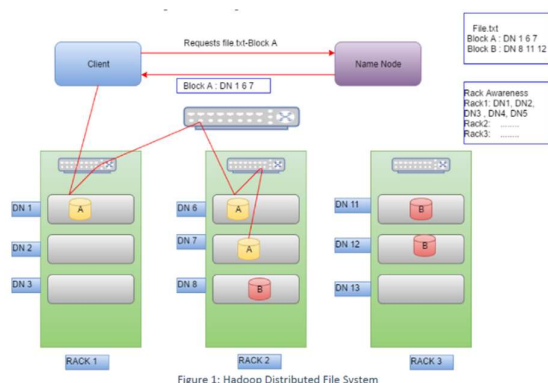 Requests file.txt-Block A
Client
Name Node
Block A : DN 1 6 7
File.txt
Block A : DN 1 6 7
Block B : DN 8 11 12
Rack Awareness
Rack1: DN1, DN2,
DN3 , DN4, DN5
Rack2: ..........
Rack3: ..........
DN 1
A
DN 2
DN 3
RACK 1
DN 6
A
DN 7
A
DN 8
B
RACK 2
DN 11
B
DN 12
B
DN 13
RACK 3
Figure 1: Hadoop Distributed File System